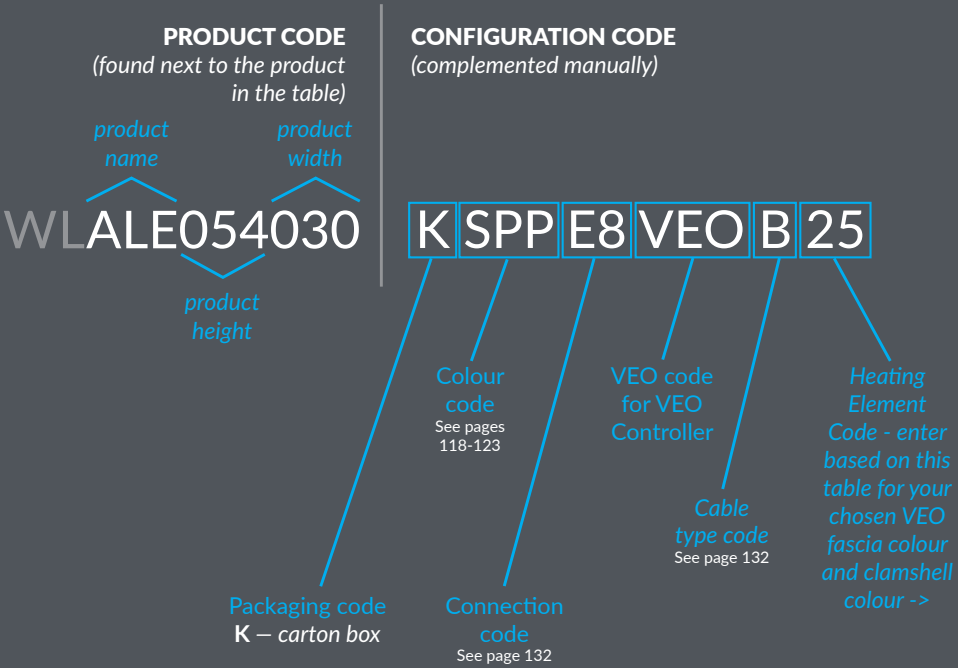 PRODUCT CODE
(found next to the product
in the table)
CONFIGURATION CODE
(complemented manually)
product
name
product
width
WLALE054030
K SPP E8 VEO B 25
product
height
Colour
code
See pages
118-123
VEO code
for VEO
Controller
Heating
Element
Code - enter
based on this
table for your
chosen VEO
fascia colour
and clamshell
colour ->
Cable
type code
See page 132
Packaging code
K – carton box
Connection
code
See page 132